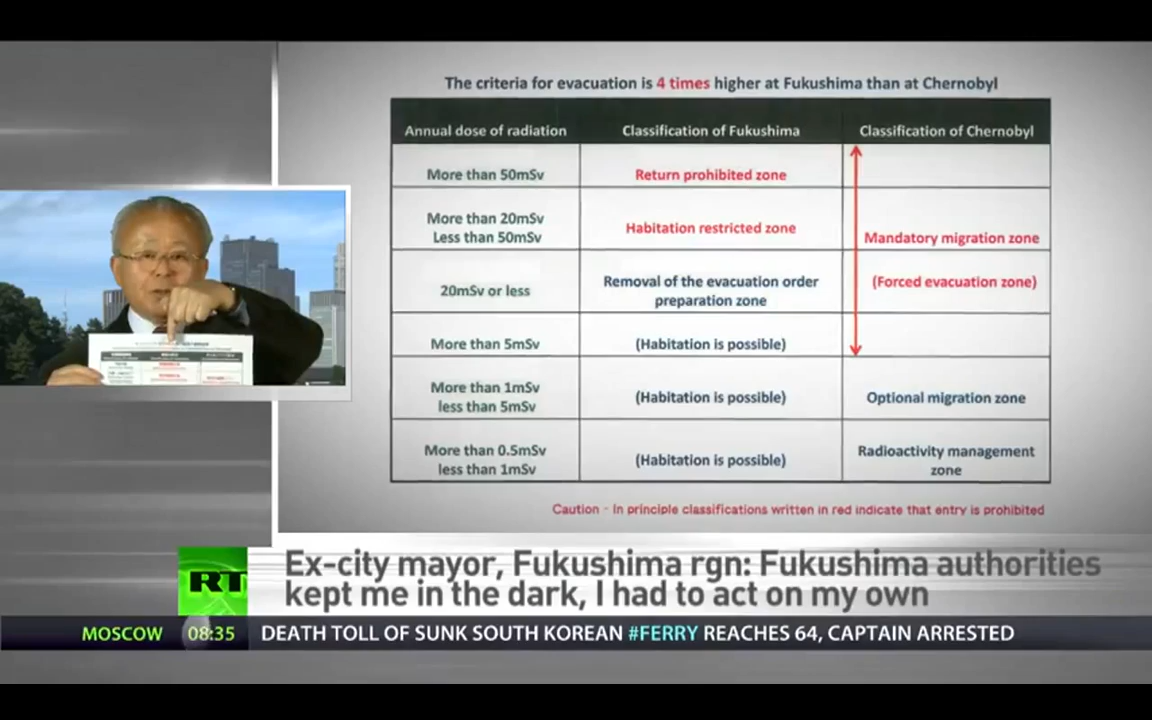 The criteria for evacuation is 4 times higher at Fukushima than at Chernobyl
Annual dose of radiation Classification of Fukushima Classification of Chernobyl
More than 50mSv Return prohibited zone
More than 20mSv
Less than 50mSv Habitation restricted zone
Mandatory migration zone
20mSv or less Removal of the evacuation order
preparation zone
(Forced evacuation zone)
More than 5mSv (Habitation is possible)
More than 1mSv
less than 5mSv (Habitation is possible) Optional migration zone
More than 0.5mSv
less than 1mSv (Habitation is possible) Radioactivity management
zone
Caution - In principle classifications written in red indicate that entry is prohibited
RT
Ex-city mayor, Fukushima rgn: Fukushima authorities
kept me in the dark, I had to act on my own
MOSCOW 08:35 DEATH TOLL OF SUNK SOUTH KOREAN #FERRY REACHES 64, CAPTAIN ARRESTED